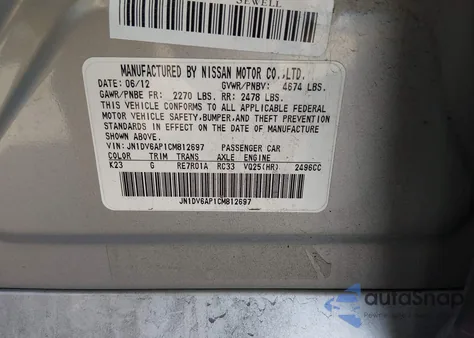 SEWELL
MANUFACTURED BY NISSAN MOTOR CO.,LTD.
DATE: 06/12 GVWR/PNBV: 4674 LBS.
GAWR/PNBE FR: 2270 LBS. RR: 2478 LBS.
THIS VEHICLE CONFORMS TO ALL APPLICABLE FEDERAL
MOTOR VEHICLE SAFETY,BUMPER,AND THEFT PREVENTION
STANDARDS IN EFFECT ON THE DATE OF MANUFACTURE
SHOWN ABOVE.
VIN: JN1DV6AP1CM812697 PASSENGER CAR
COLOR TRIM TRANS AXLE ENGINE
K23 G RE7R01A RC33 VQ25(HR) 2496CC
JN1DV6AP1CM812697
autoSnap